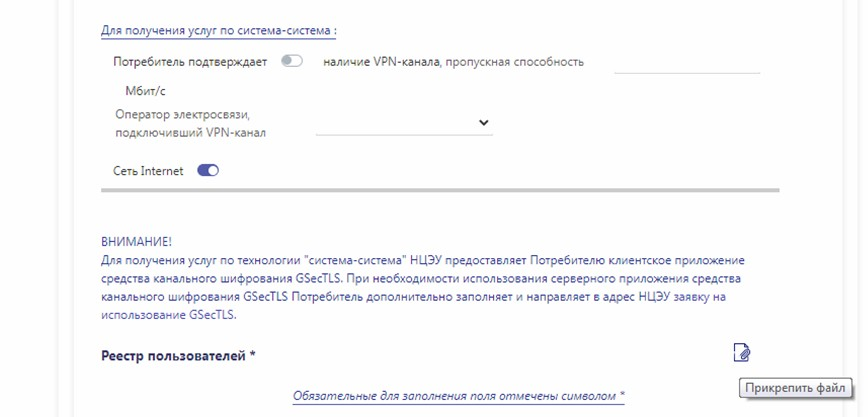 Для получения услуг по система-система :
Потребитель подтверждает наличие VPN-канала, пропускная способность
Мбит/с
Оператор электросвязи,
подключивший VPN-канал
Сеть Internet
ВНИМАНИЕ!
Для получения услуг по технологии "система-система" НЦЭУ предоставляет Потребителю клиентское приложение
средства канального шифрования GSecTLS. При необходимости использования серверного приложения средства
канального шифрования GSecTLS Потребитель дополнительно заполняет и направляет в адрес НЦЭУ заявку на
использование GSecTLS.
Реестр пользователей *
Прикрепить файл
Обязательные для заполнения поля отмечены символом *